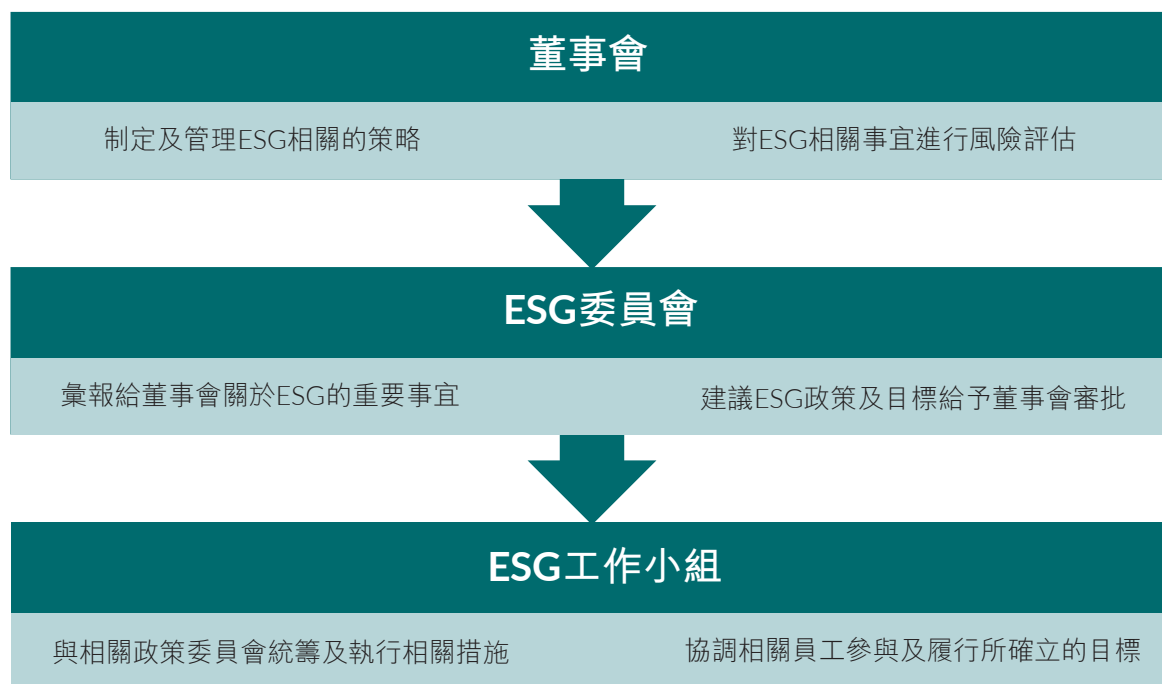 董事會
制定及管理ESG相關的策略
對ESG相關事宜進行風險評估
ESG委員會
彙報給董事會關於ESG的重要事宜
建議ESG政策及目標給予董事會審批
ESG工作小組
與相關政策委員會統籌及執行相關措施
協調相關員工參與及履行所確立的目標